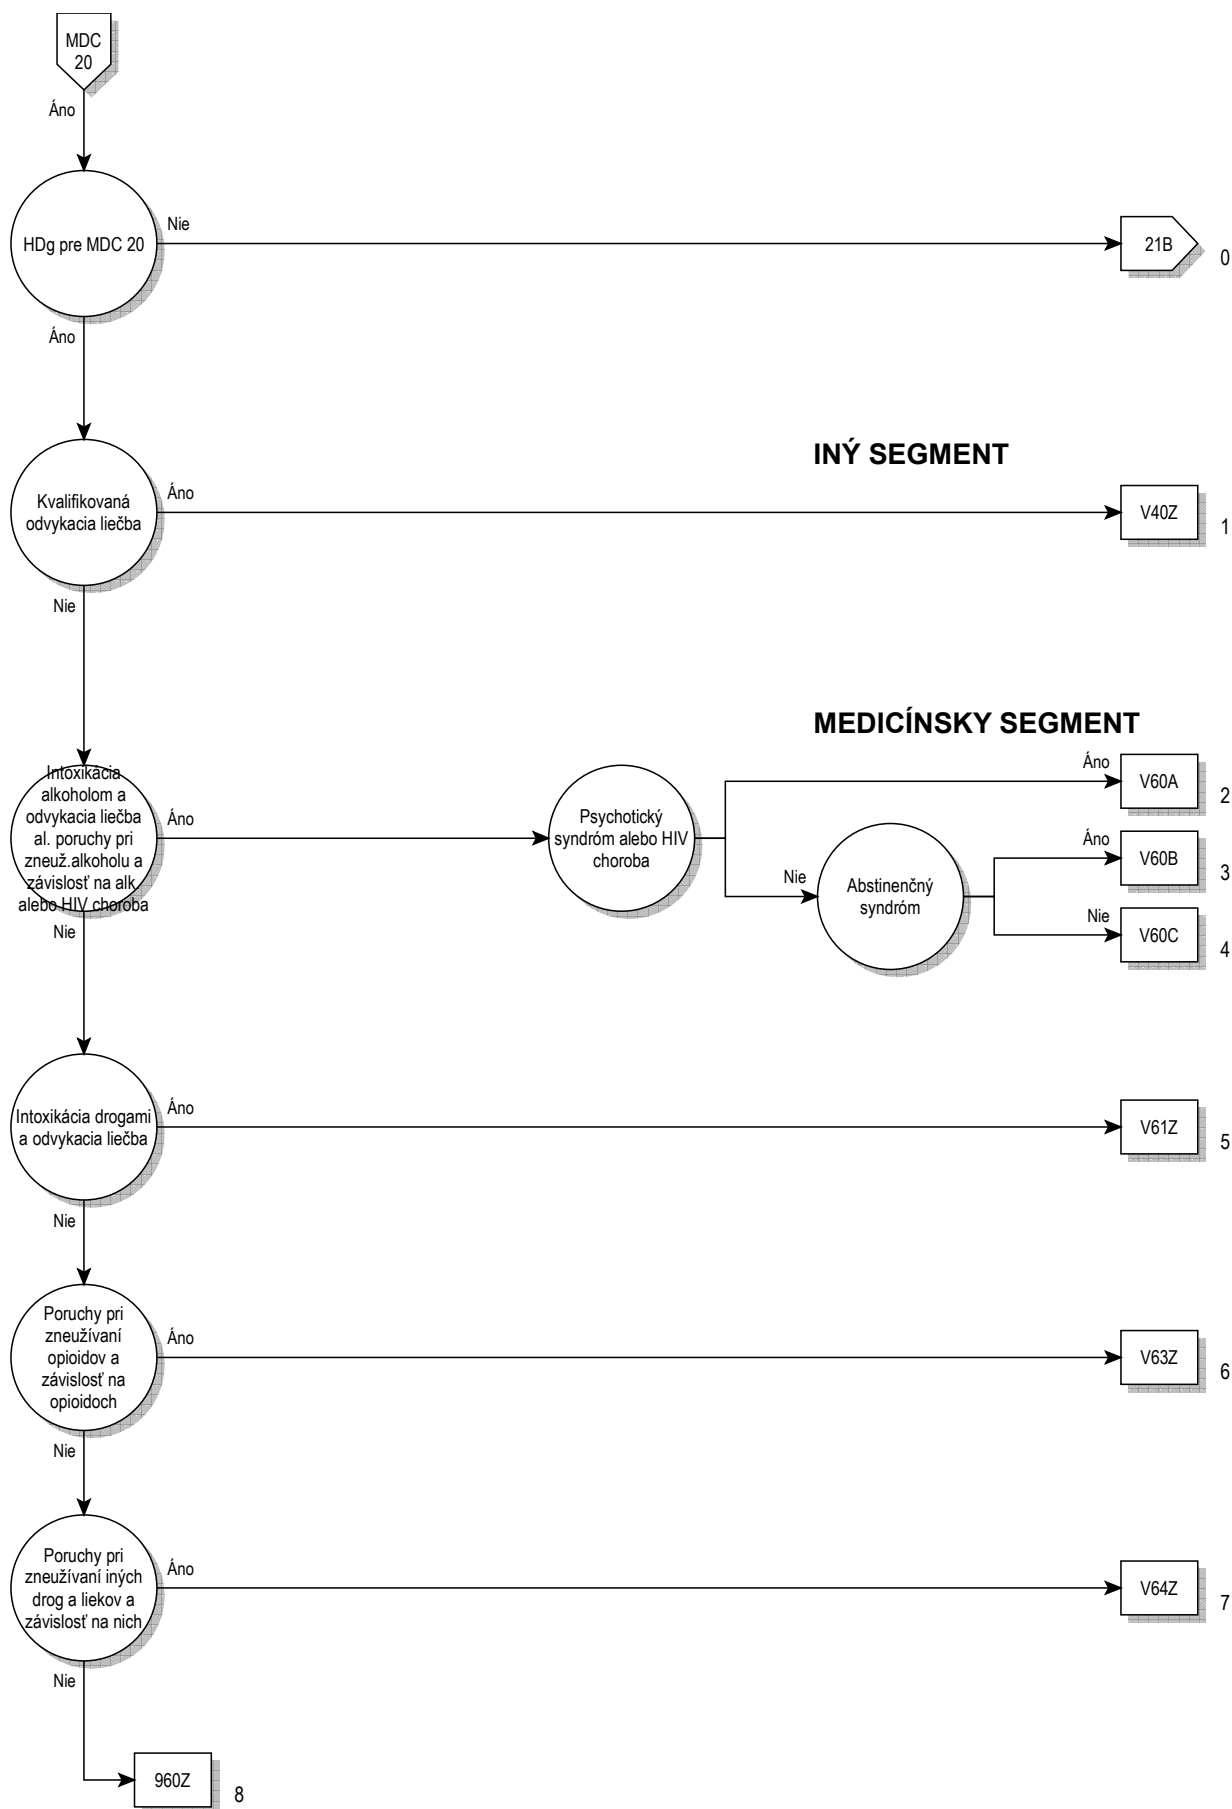 MDC
20
Áno
HDg pre MDC 20
Nie
21B
0
Áno
INÝ SEGMENT
Kvalifikovaná
odvykacia liečba
Áno
V40Z
1
Nie
MEDICÍNSKY SEGMENT
Intoxikácia
alkoholom a
odvykacia liečba
al. poruchy pri
zneuž.alkoholu a
závislosť na alk.
alebo HIV choroba
Áno
Psychotický
syndróm alebo HIV
choroba
Áno
V60A
2
Nie
Abstinenčný
syndróm
Áno
V60B
3
Nie
V60C
4
Nie
Intoxikácia drogami
a odvykacia liečba
Áno
V61Z
5
Nie
Poruchy pri
zneužívaní
opioidov a
závislosť na
opioidoch
Áno
V63Z
6
Nie
Poruchy pri
zneužívaní iných
drog a liekov a
závislosť na nich
Áno
V64Z
7
Nie
960Z
8